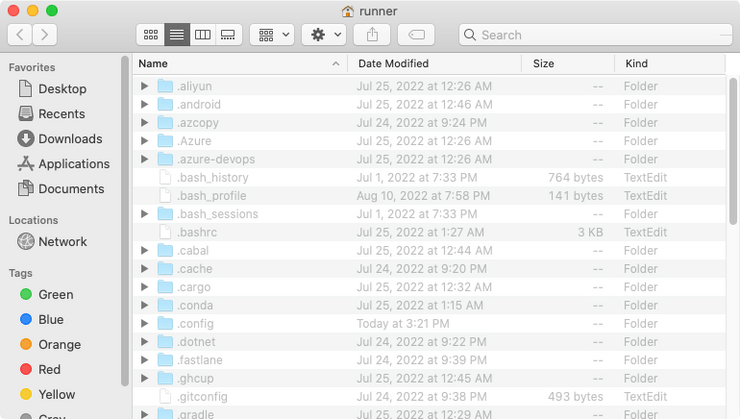 runner
Search
Favorites
Desktop
Recents
Downloads
Applications
Documents
Locations
Network
Tags
Green
Blue
Orange
Red
Yellow
Gray
Name Date Modified Size Kind
.aliyun Jul 25, 2022 at 12:26 AM -- Folder
.android Jul 25, 2022 at 12:46 AM -- Folder
.azcopy Jul 24, 2022 at 9:24 PM -- Folder
.Azure Jul 25, 2022 at 12:26 AM -- Folder
.azure-devops Jul 25, 2022 at 12:26 AM -- Folder
.bash_history Jul 1, 2022 at 7:33 PM 764 bytes TextEdit
.bash_profile Aug 10, 2022 at 7:58 PM 141 bytes TextEdit
.bash_sessions Jul 1, 2022 at 7:33 PM -- Folder
.bashrc Jul 25, 2022 at 1:27 AM 3 KB TextEdit
.cabal Jul 25, 2022 at 12:44 AM -- Folder
.cache Jul 24, 2022 at 9:20 PM -- Folder
.cargo Jul 25, 2022 at 12:32 AM -- Folder
.conda Jul 25, 2022 at 1:15 AM -- Folder
.config Today at 3:21 PM -- Folder
.dotnet Jul 24, 2022 at 9:22 PM -- Folder
.fastlane Jul 24, 2022 at 9:39 PM -- Folder
.ghcup Jul 25, 2022 at 12:45 AM -- Folder
.gitconfig Jul 24, 2022 at 9:38 PM 493 bytes TextEdit
.gradle Jul 25, 2022 at 12:29 AM -- Folder